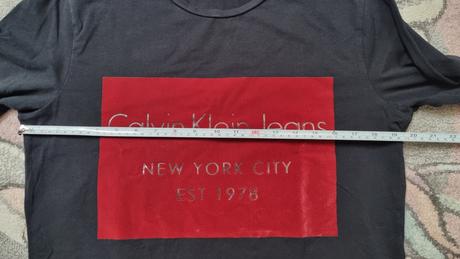 Calvin Klein Jeans
NEW YORK CITY
EST 1978